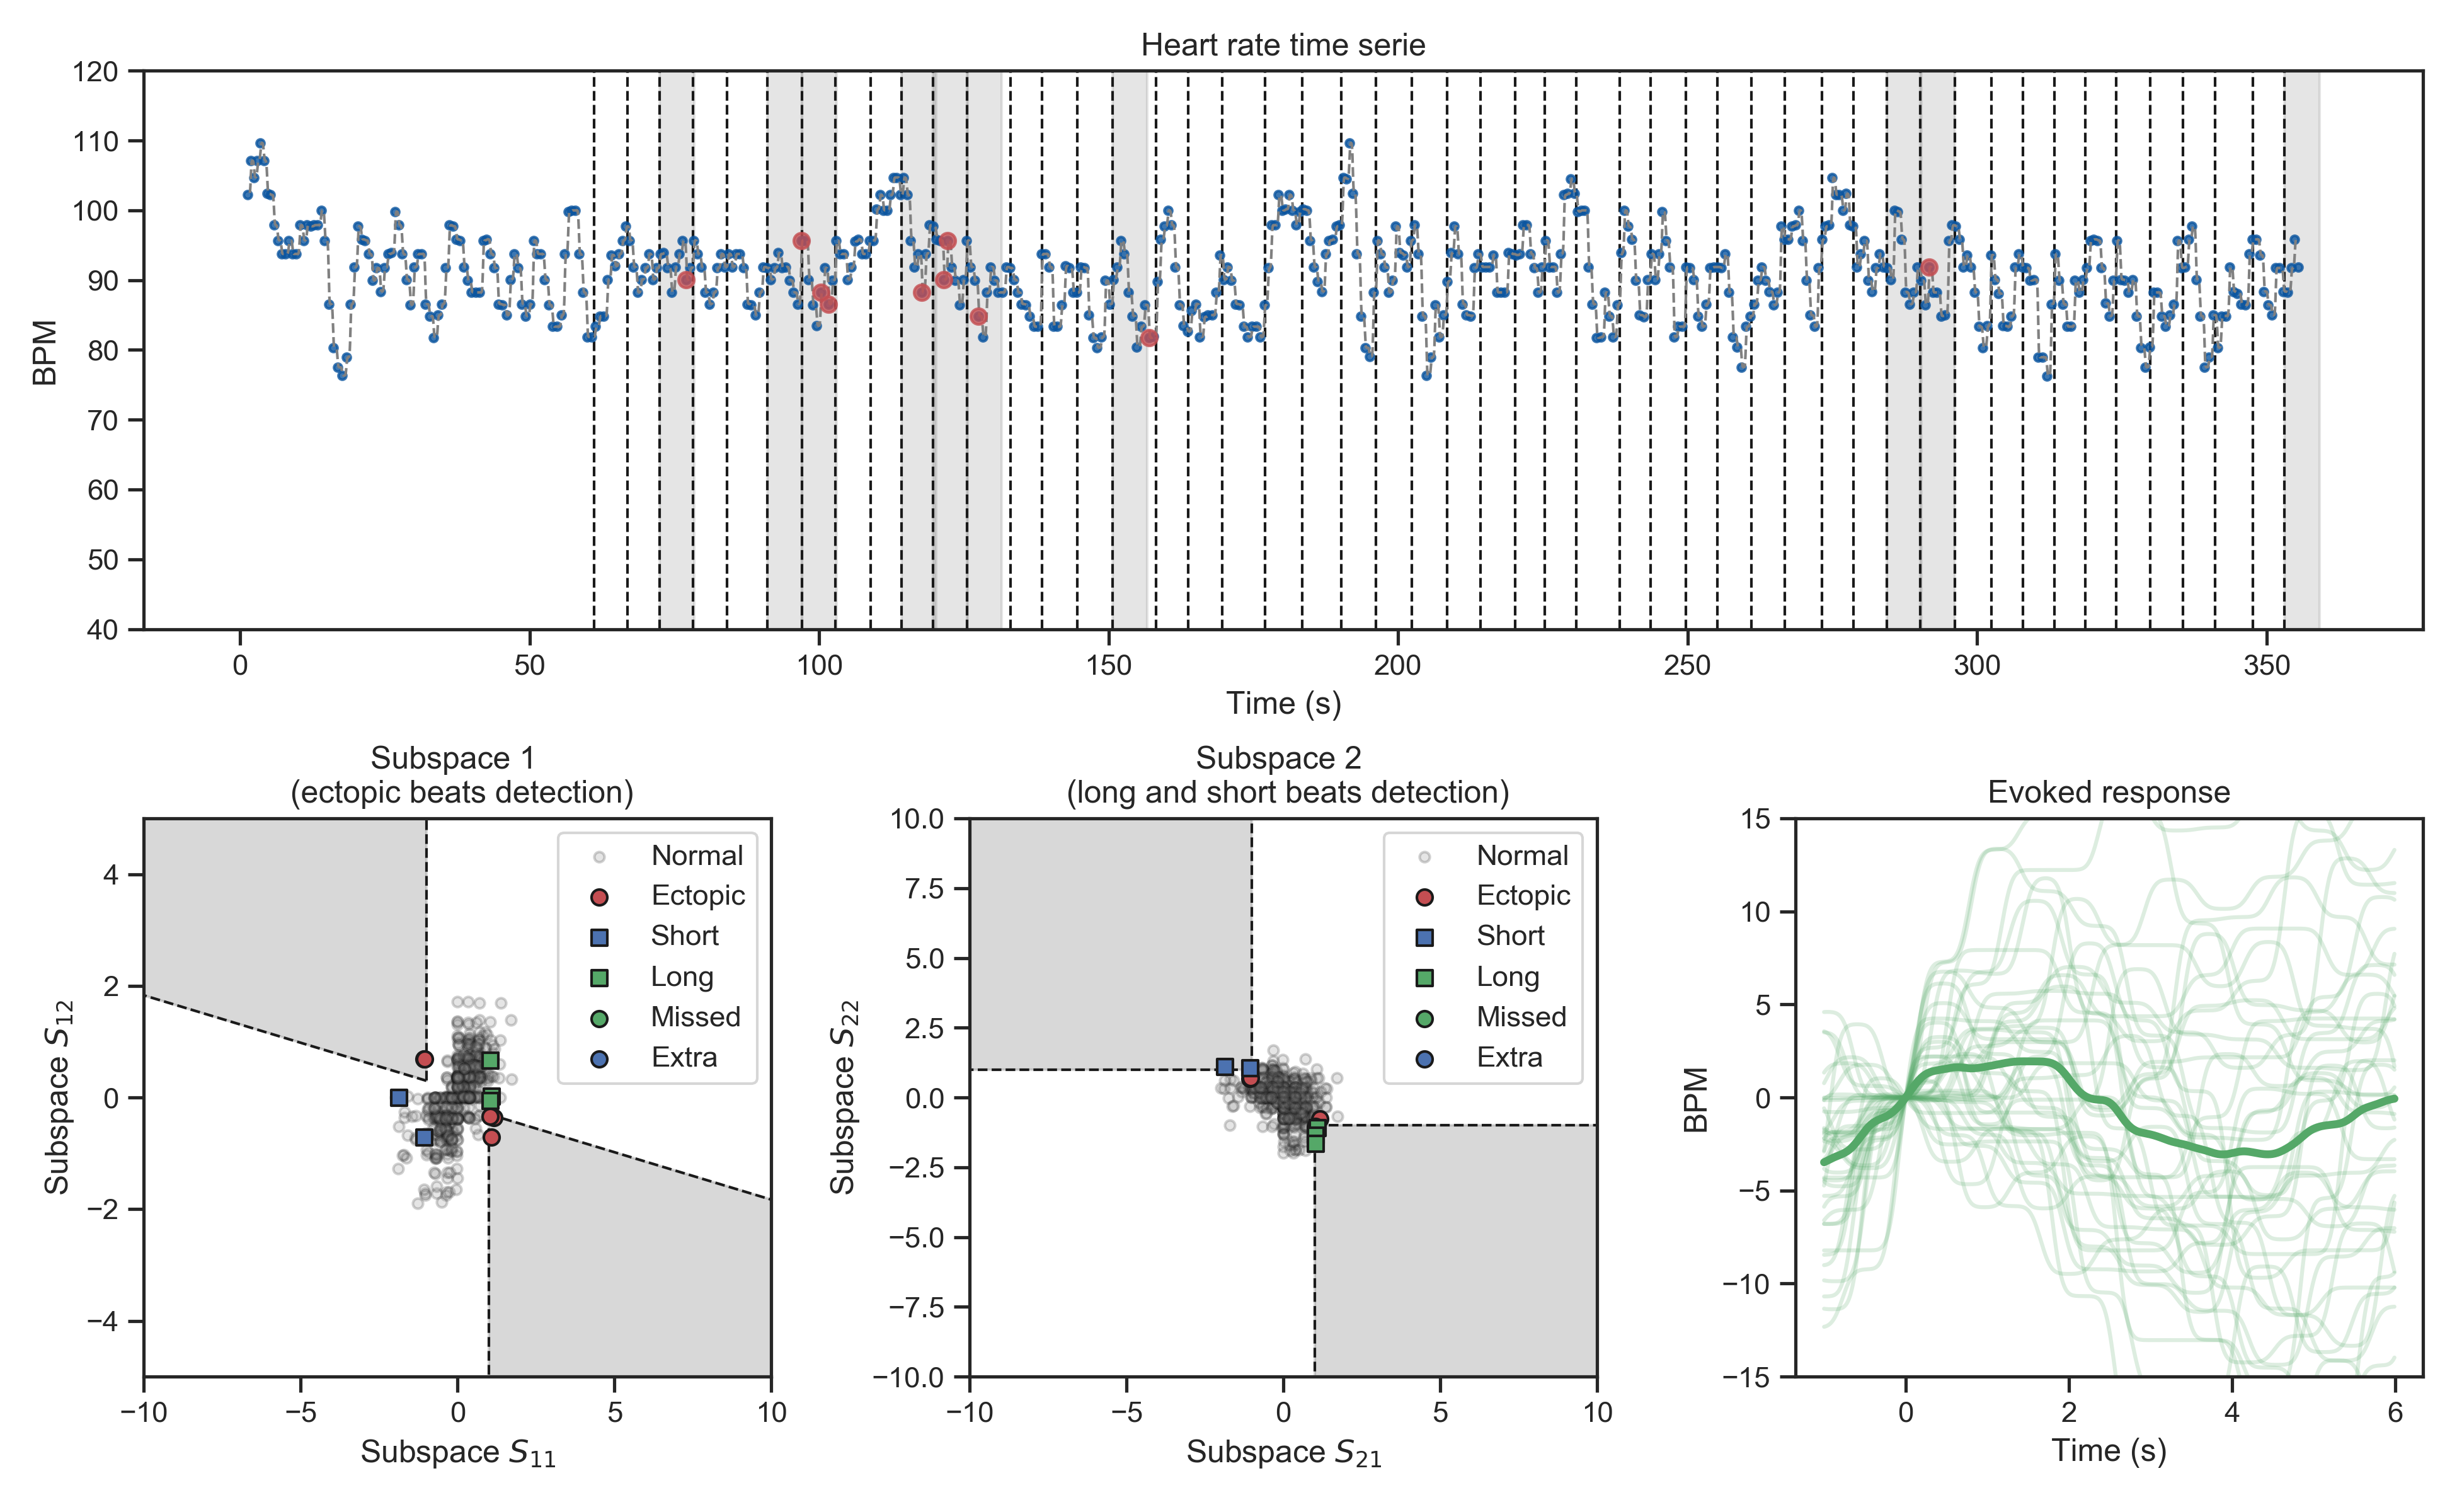 Heart rate time serie
120
110
100
90
80
70
60
50
40
BPM
0 50 100 150 200 250 300 350
Time (s)
Subspace 1
(ectopic beats detection)
4
2
0
−2
−4
Subspace S₁₂
Normal
Ectopic
Short
Long
Missed
Extra
−10 −5 0 5 10
Subspace S₁₁
Subspace 2
(long and short beats detection)
10.0
7.5
5.0
2.5
0.0
−2.5
−5.0
−7.5
−10.0
Subspace S₂₂
Normal
Ectopic
Short
Long
Missed
Extra
−10 −5 0 5 10
Subspace S₂₁
Evoked response
15
10
5
0
−5
−10
−15
BPM
0 2 4 6
Time (s)